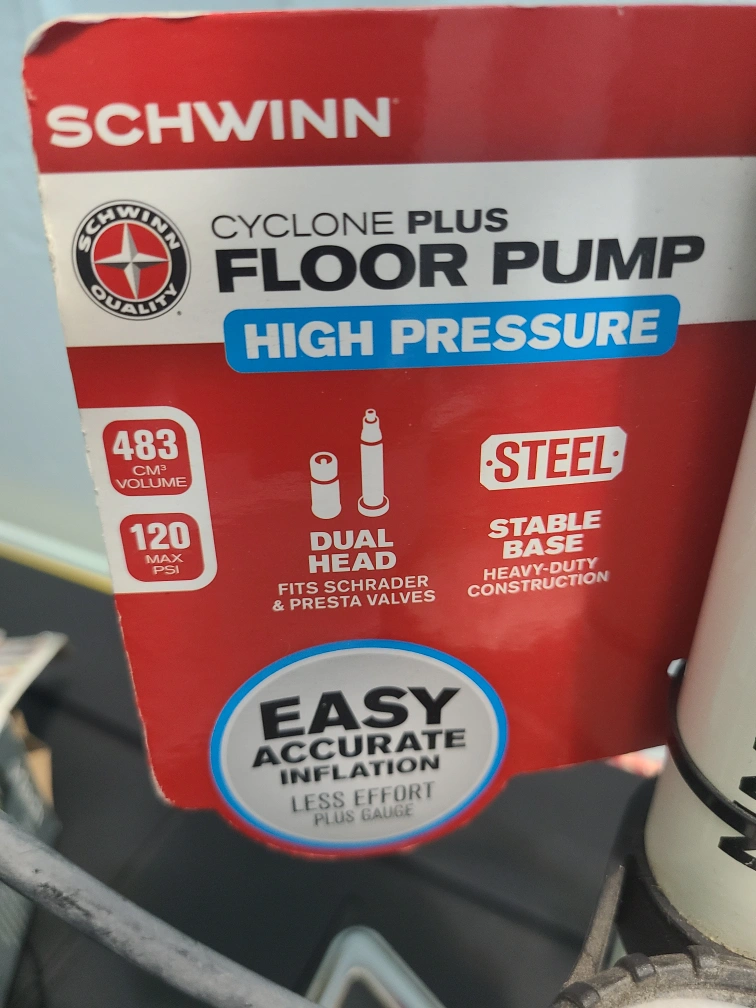 SCHWINN
SCHWINN
QUALITY
CYCLONE PLUS
FLOOR PUMP
HIGH PRESSURE
483
CM³
VOLUME
120
MAX
PSI
DUAL
HEAD
FITS SCHRADER
& PRESTA VALVES
·STEEL·
STABLE
BASE
HEAVY-DUTY
CONSTRUCTION
EASY
ACCURATE
INFLATION
LESS EFFORT
PLUS GAUGE